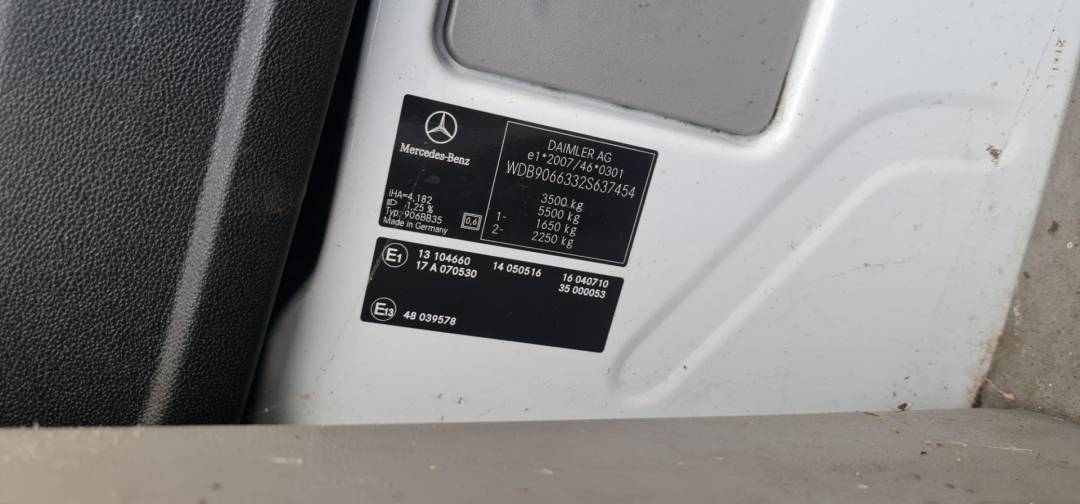 Mercedes-Benz
iHA=4,182
1,25 %
Typ: 906BB35
Made in Germany
0,6
DAIMLER AG
e1*2007/46*0301
WDB9066332S637454
3500 kg
5500 kg
1- 1650 kg
2- 2250 kg
E1 13 104660 14 050516 16 040710
17 A 070530 35 000053
E13 48 039578